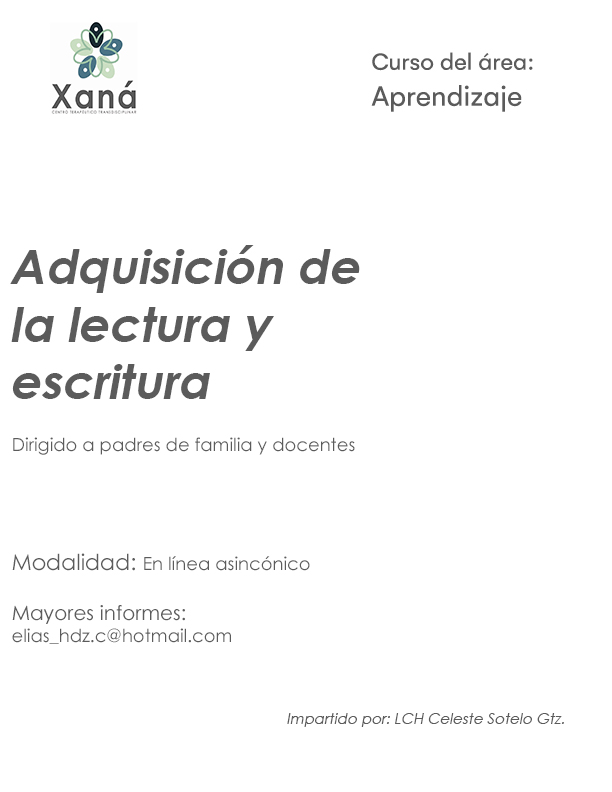 Xaná
CENTRO TERAPÉUTICO TRANSDISCIPLINAR
Curso del área:
Aprendizaje
Adquisición de
la lectura y
escritura
Dirigido a padres de familia y docentes
Modalidad: En línea asincónico
Mayores informes:
elias_hdz.c@hotmail.com
Impartido por: LCH Celeste Sotelo Gtz.